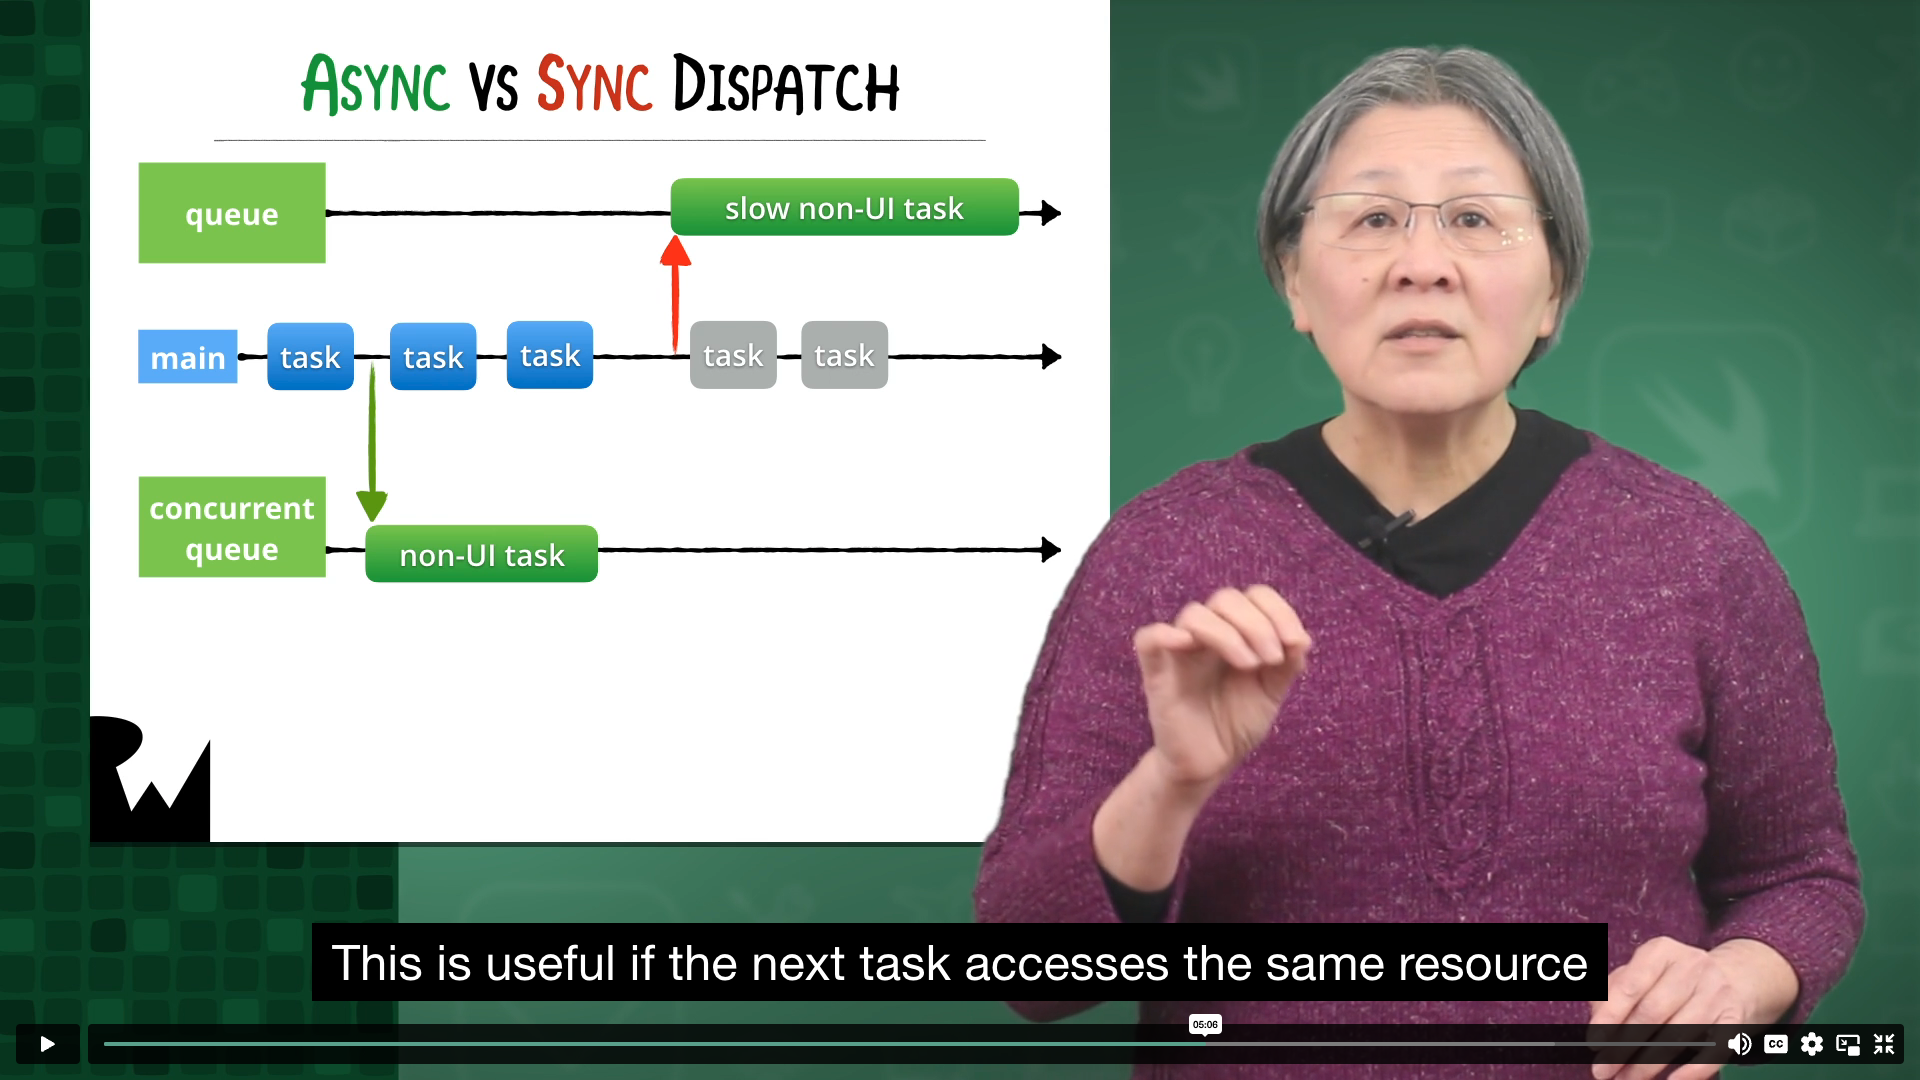 ASYNC VS SYNC DISPATCH
queue
slow non-UI task
main
task
task
task
task
task
concurrent
queue
non-UI task
RW
This is useful if the next task accesses the same resource
05:06
CC